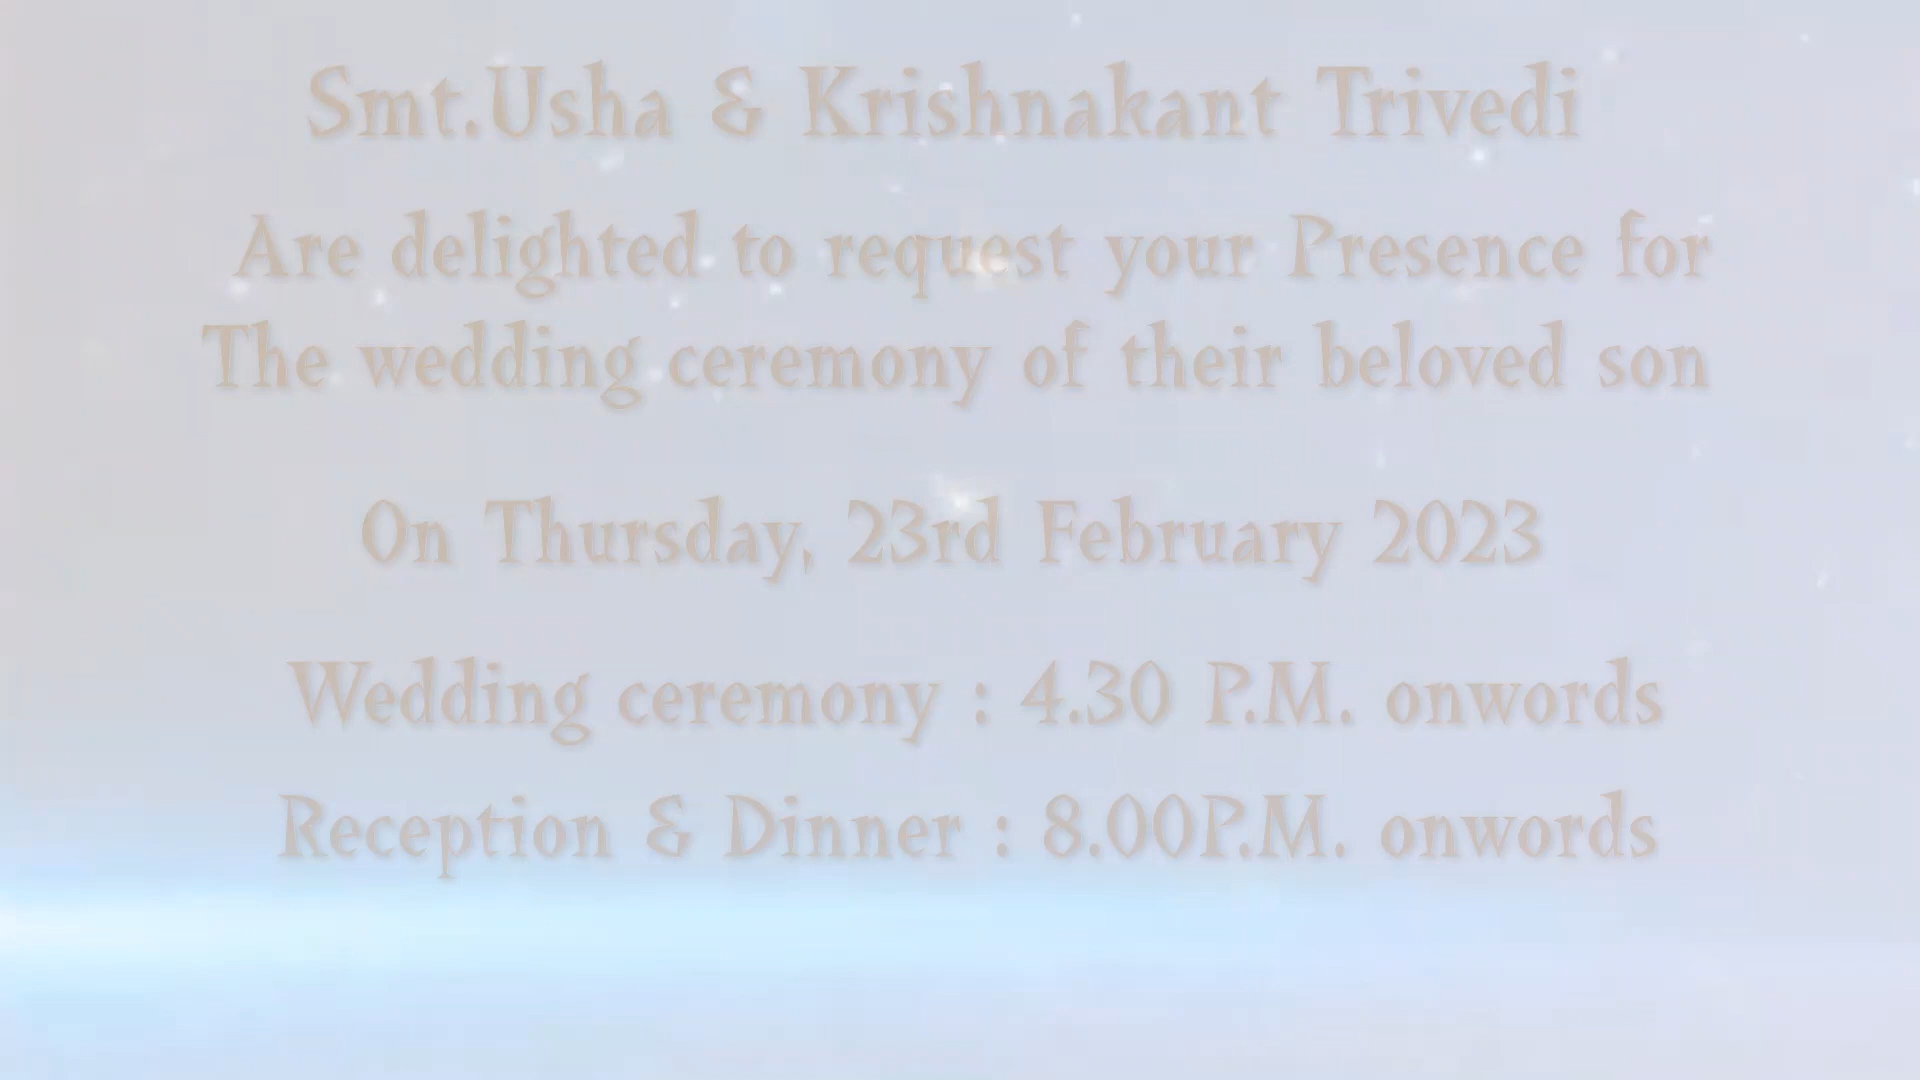 Smt.Usha & Krishnakant Trivedi
Are delighted to request your Presence for
The wedding ceremony of their beloved son
On Thursday, 23rd February 2023
Wedding ceremony : 4.30 P.M. onwords
Reception & Dinner : 8.00P.M. onwords